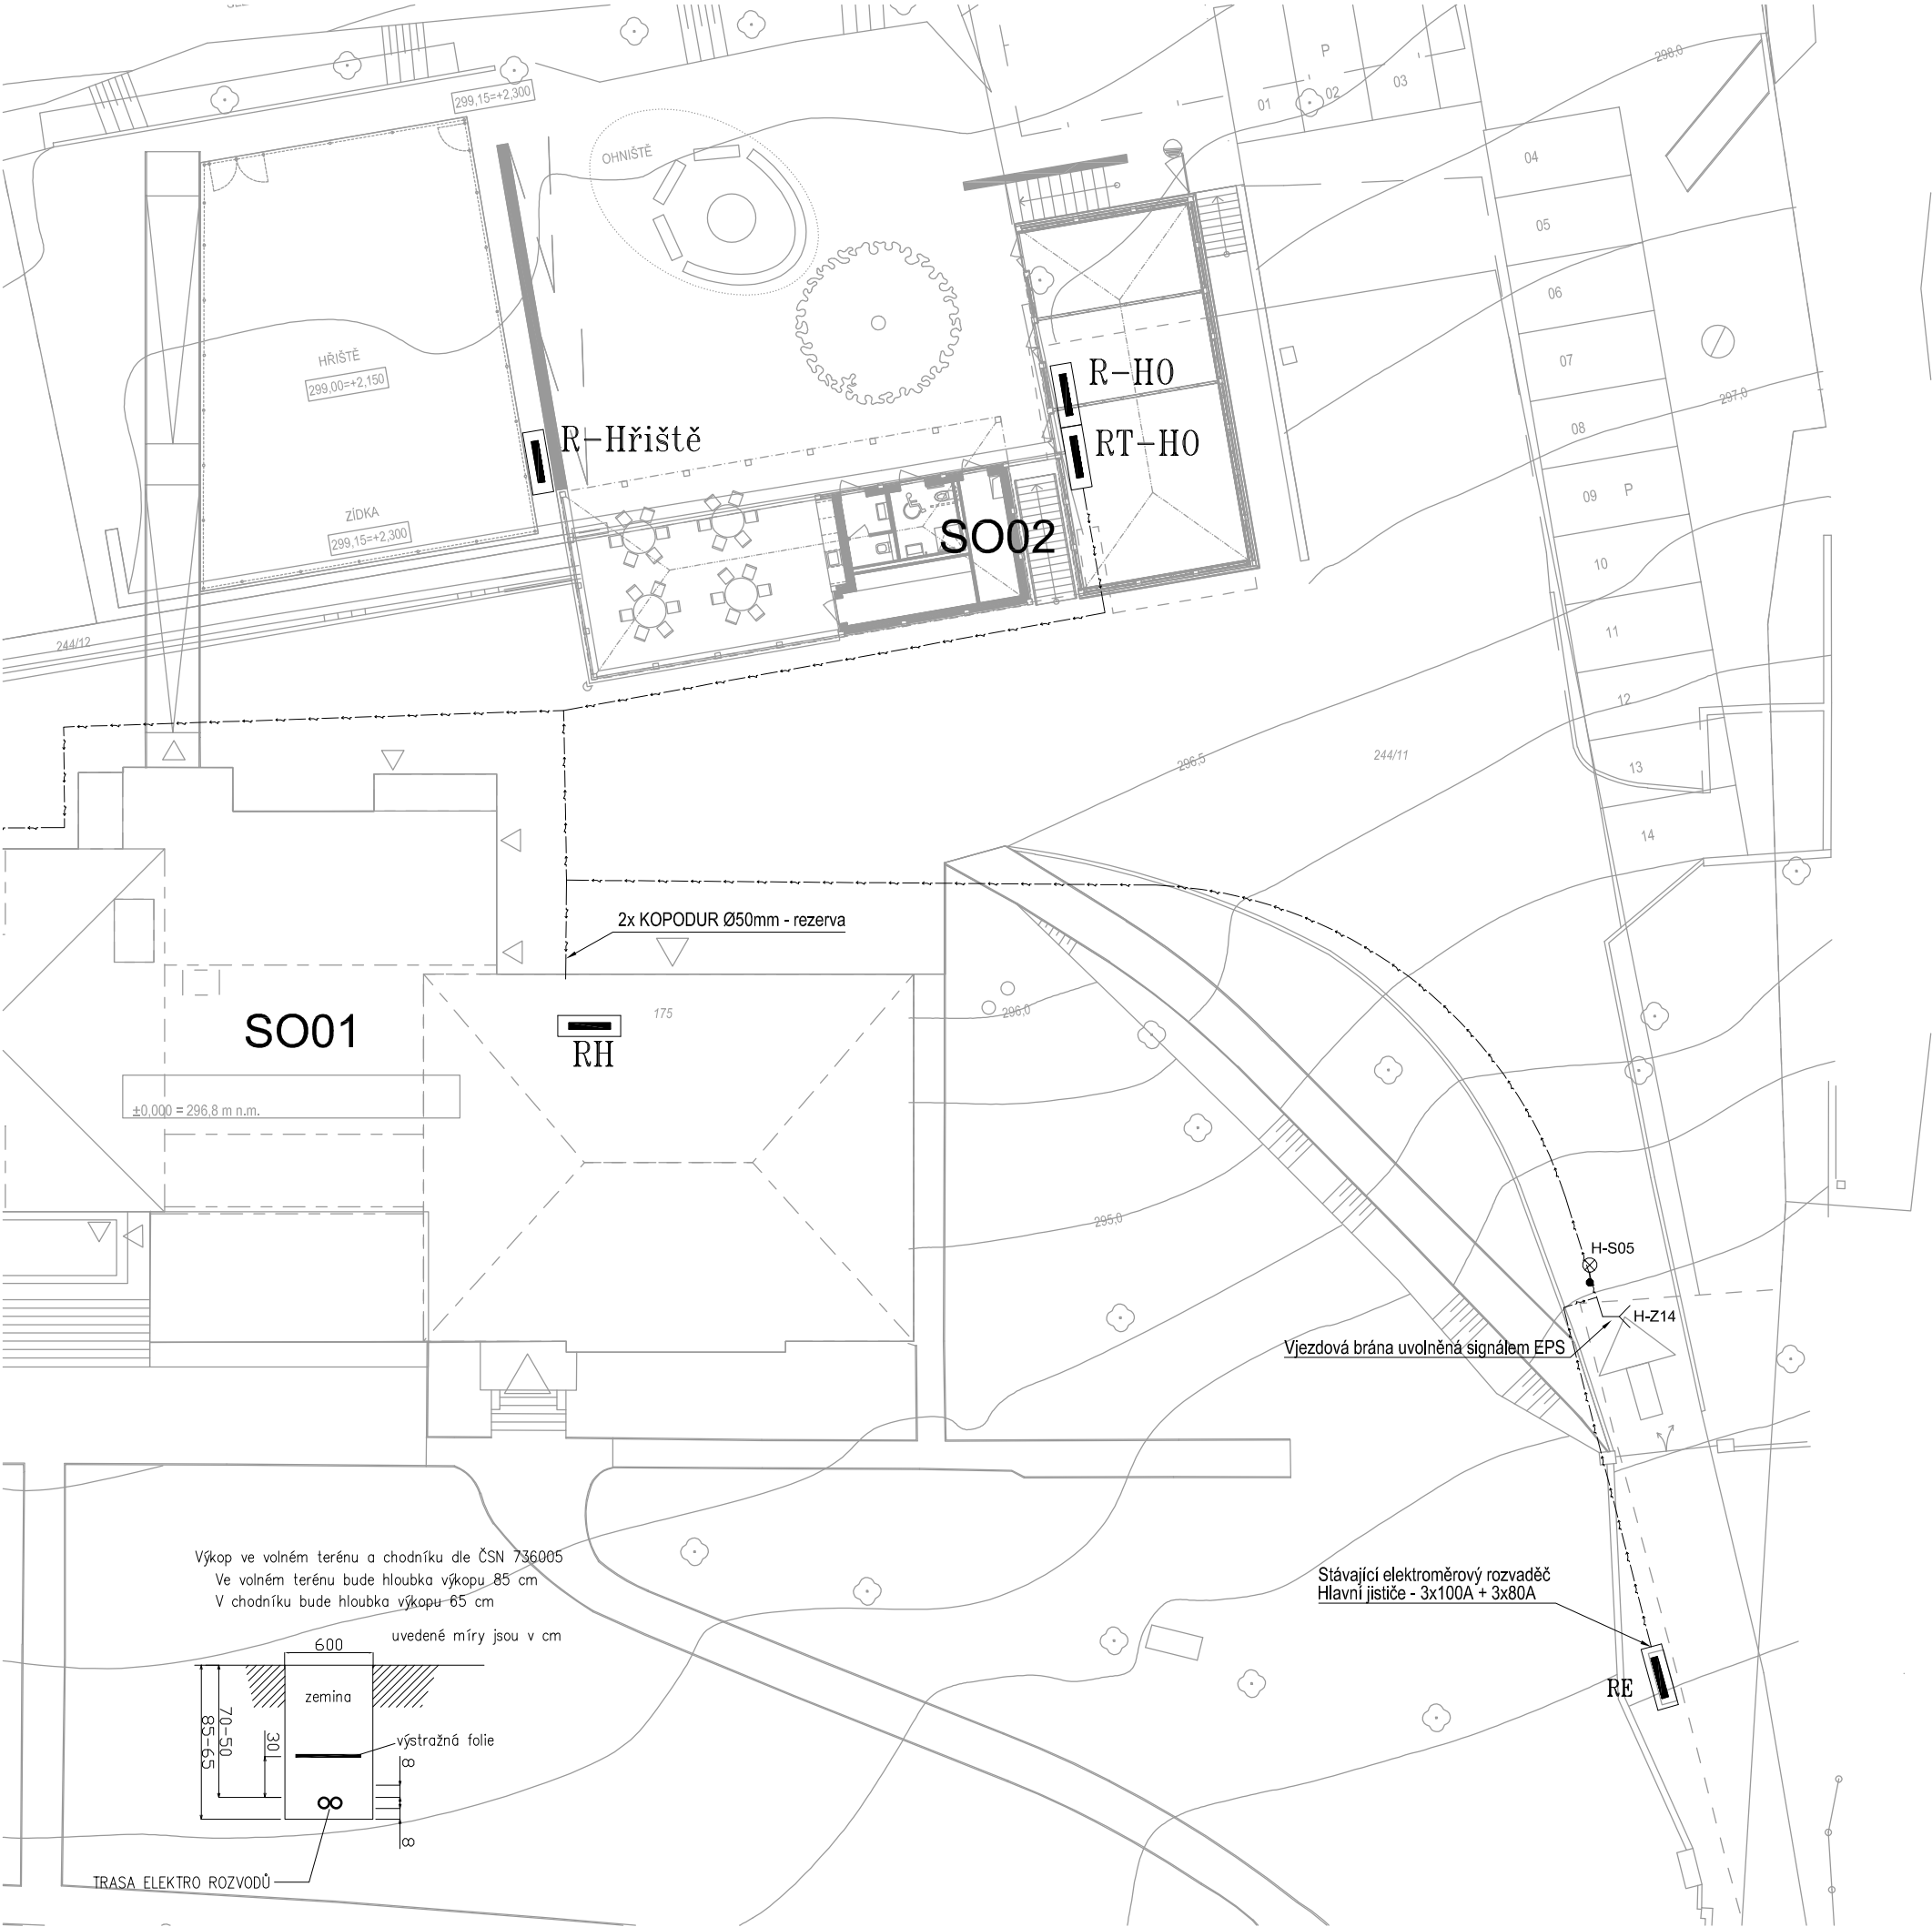 299,15=+2,300
OHNIŠTĚ
P
01
02
03
298,0
04
05
06
HŘIŠTĚ
299,00=+2,150
07
R-HO
297,0
08
R-Hřiště
RT-HO
09 P
ZÍDKA
299,15=+2,300
SO02
10
11
244/12
12
296,5
244/11
13
14
2x KOPODUR Ø50mm - rezerva
175
296,0
SO01
RH
±0,000 = 296,8 m n.m.
295,0
H-S05
H-Z14
Vjezdová brána uvolněná signálem EPS
Výkop ve volném terénu a chodníku dle ČSN 736005
Ve volném terénu bude hloubka výkopu 85 cm
V chodníku bude hloubka výkopu 65 cm
uvedené míry jsou v cm
Stávající elektroměrový rozvaděč
Hlavní jističe - 3x100A + 3x80A
600
zemina
RE
85-65
70-50
30
výstražná folie
8
8
TRASA ELEKTRO ROZVODŮ